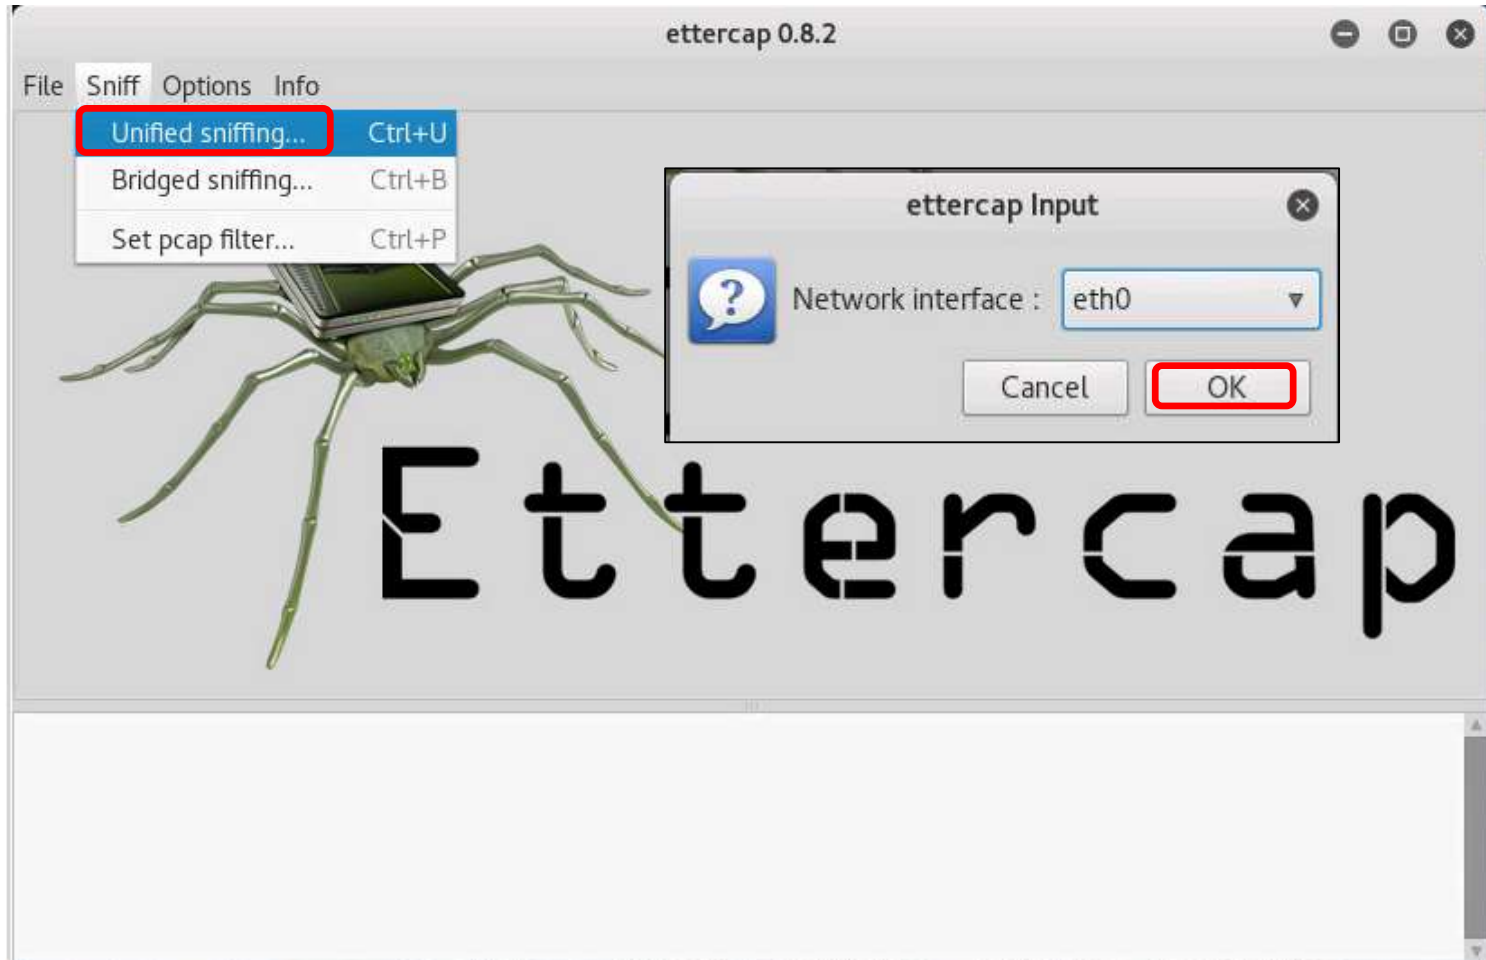 ettercap 0.8.2
File Sniff Options Info
Unified sniffing... Ctrl+U
Bridged sniffing... Ctrl+B
Set pcap filter... Ctrl+P
ettercap Input
Network interface : eth0
Cancel OK
Ettercap